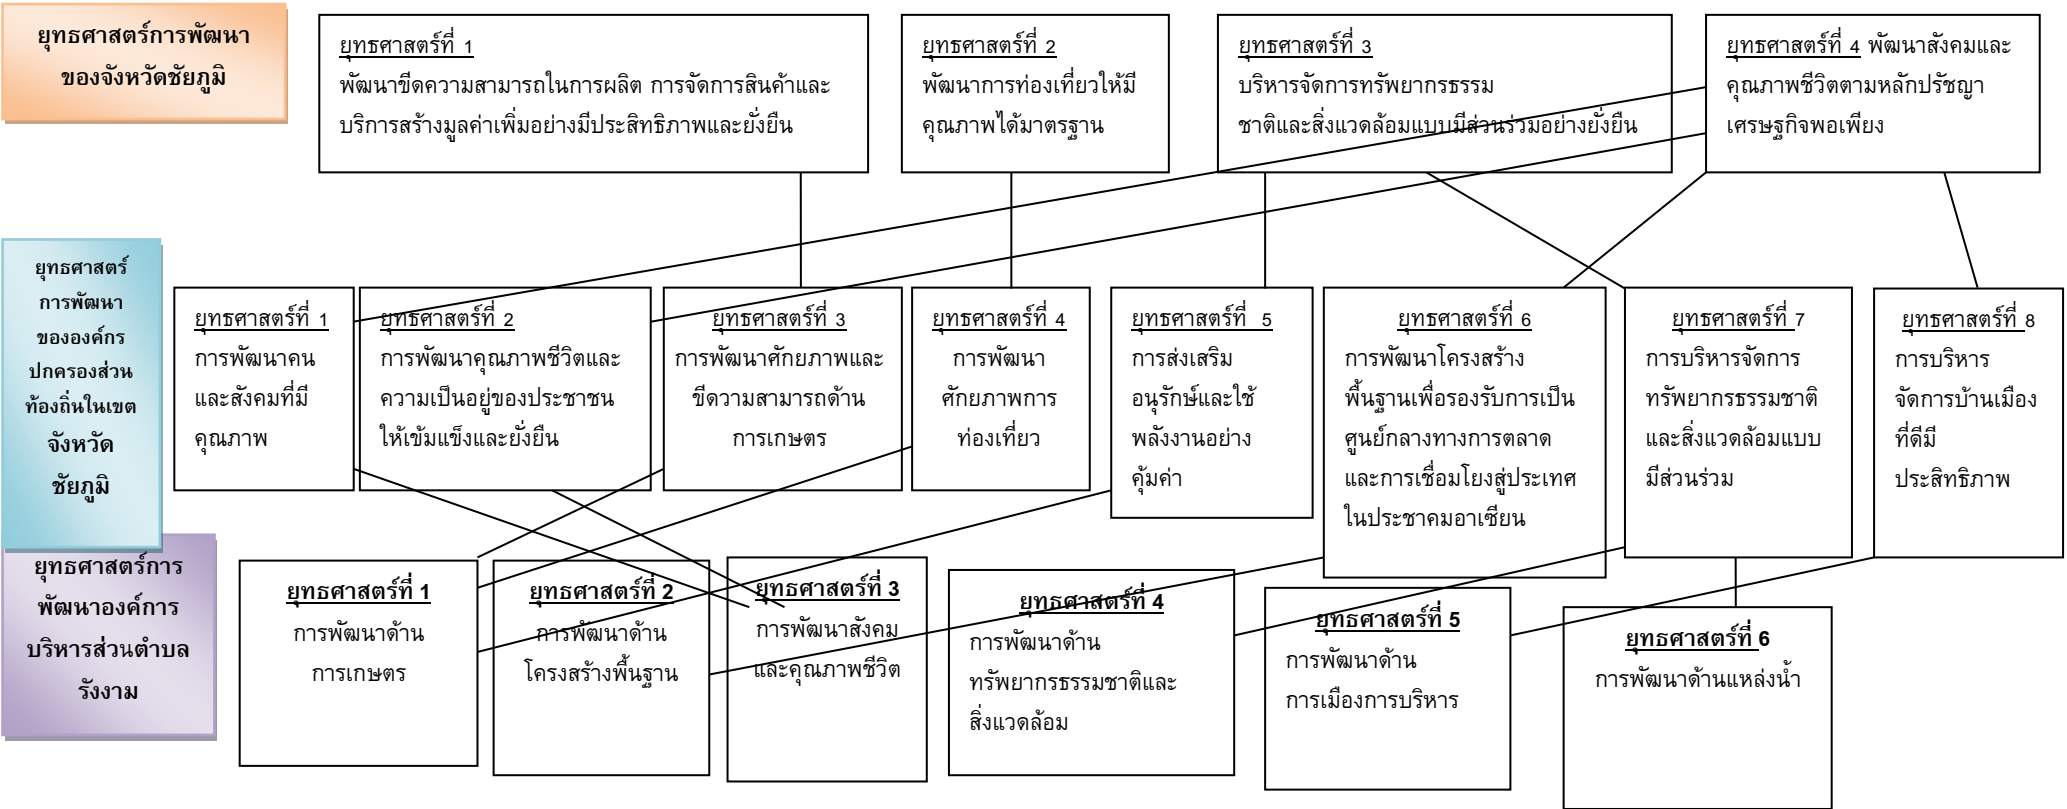 ยุทธศาสตร์การพัฒนา
ของจังหวัดชัยภูมิ
ยุทธศาสตร์ที่ 1
พัฒนาขีดความสามารถในการผลิต การจัดการสินค้าและ
บริการสร้างมูลค่าเพิ่มอย่างมีประสิทธิภาพและยั่งยืน
ยุทธศาสตร์ที่ 2
พัฒนาการท่องเที่ยวให้มี
คุณภาพได้มาตรฐาน
ยุทธศาสตร์ที่ 3
บริหารจัดการทรัพยากรธรรม
ชาติและสิ่งแวดล้อมแบบมีส่วนร่วมอย่างยั่งยืน
ยุทธศาสตร์ที่ 4 พัฒนาสังคมและ
คุณภาพชีวิตตามหลักปรัชญา
เศรษฐกิจพอเพียง
ยุทธศาสตร์
การพัฒนา
ขององค์กร
ปกครองส่วน
ท้องถิ่นในเขต
จังหวัด
ชัยภูมิ
ยุทธศาสตร์ที่ 1
การพัฒนาคน
และสังคมที่มี
คุณภาพ
ยุทธศาสตร์ที่ 2
การพัฒนาคุณภาพชีวิตและ
ความเป็นอยู่ของประชาชน
ให้เข้มแข็งและยั่งยืน
ยุทธศาสตร์ที่ 3
การพัฒนาศักยภาพและ
ขีดความสามารถด้าน
การเกษตร
ยุทธศาสตร์ที่ 4
การพัฒนา
ศักยภาพการ
ท่องเที่ยว
ยุทธศาสตร์ที่ 5
การส่งเสริม
อนุรักษ์และใช้
พลังงานอย่าง
คุ้มค่า
ยุทธศาสตร์ที่ 6
การพัฒนาโครงสร้าง
พื้นฐานเพื่อรองรับการเป็น
ศูนย์กลางทางการตลาด
และการเชื่อมโยงสู่ประเทศ
ในประชาคมอาเซียน
ยุทธศาสตร์ที่ 7
การบริหารจัดการ
ทรัพยากรธรรมชาติ
และสิ่งแวดล้อมแบบ
มีส่วนร่วม
ยุทธศาสตร์ที่ 8
การบริหาร
จัดการบ้านเมือง
ที่ดีมี
ประสิทธิภาพ
ยุทธศาสตร์การ
พัฒนาองค์การ
บริหารส่วนตำบล
รังงาม
ยุทธศาสตร์ที่ 1
การพัฒนาด้าน
การเกษตร
ยุทธศาสตร์ที่ 2
การพัฒนาด้าน
โครงสร้างพื้นฐาน
ยุทธศาสตร์ที่ 3
การพัฒนาสังคม
และคุณภาพชีวิต
ยุทธศาสตร์ที่ 4
การพัฒนาด้าน
ทรัพยากรธรรมชาติและ
สิ่งแวดล้อม
ยุทธศาสตร์ที่ 5
การพัฒนาด้าน
การเมืองการบริหาร
ยุทธศาสตร์ที่ 6
การพัฒนาด้านแหล่งน้ำ